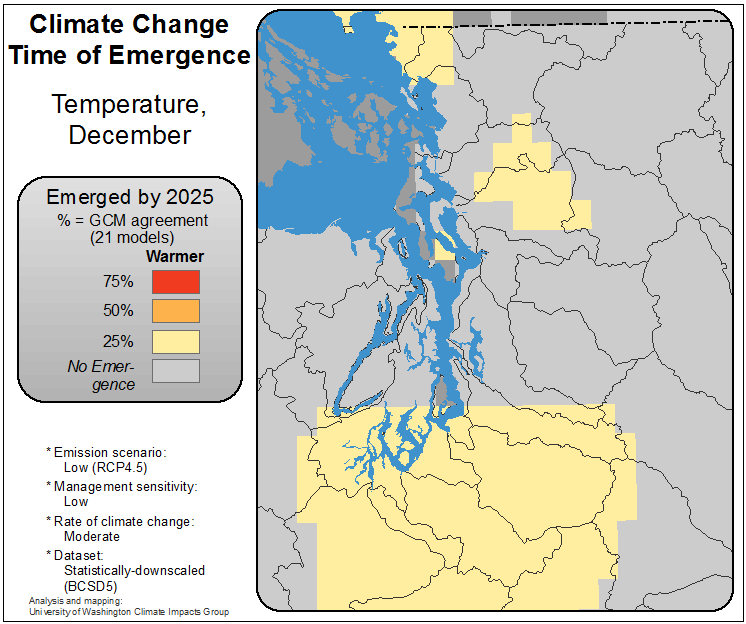 Climate Change
Time of Emergence
Temperature,
December
Emerged by 2025
% = GCM agreement
(21 models)
Warmer
75%
50%
25%
No Emer-
gence
* Emission scenario:
Low (RCP4.5)
* Management sensitivity:
Low
* Rate of climate change:
Moderate
* Dataset:
Statistically-downscaled
(BCSD5)
Analysis and mapping:
University of Washington Climate Impacts Group